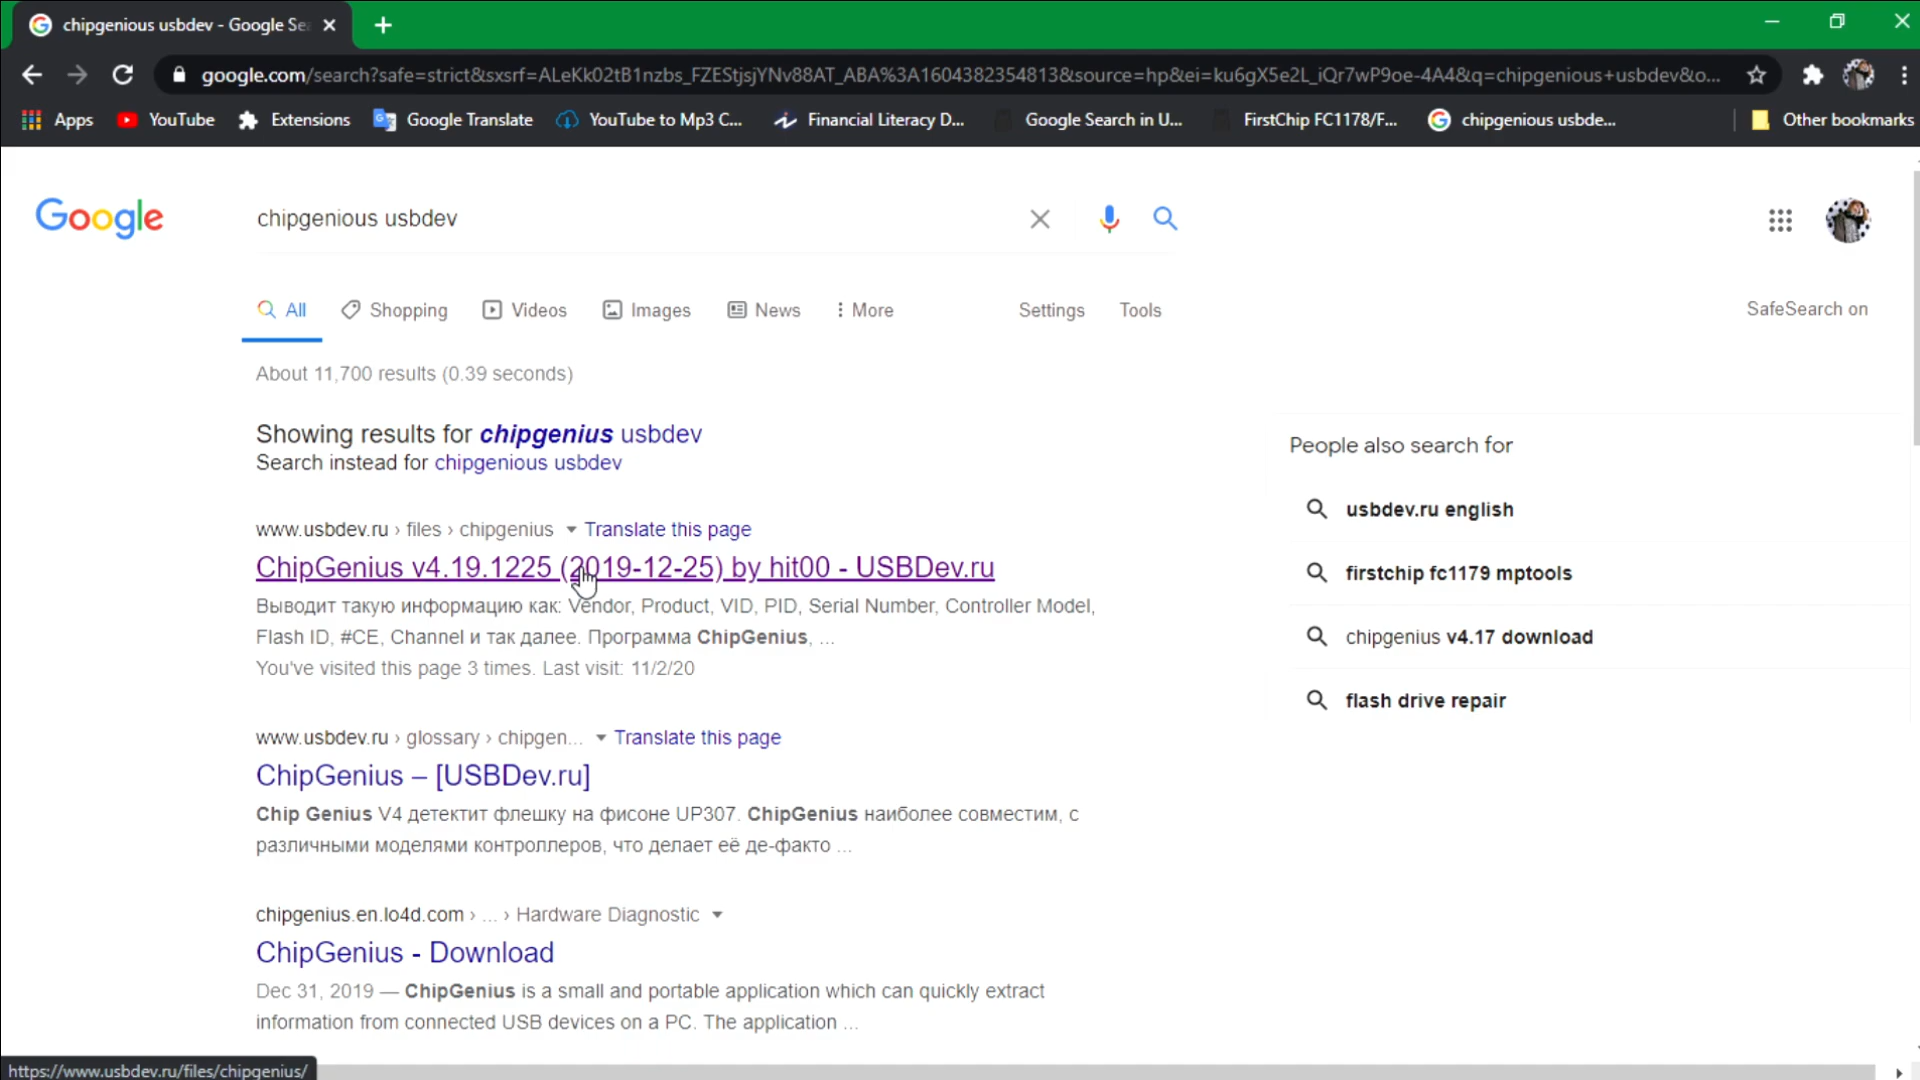 chipgenious usbdev - Google Se
google.com/search?safe=strict&sxsrf=ALeKk02tB1nzbs_FZEStjsjYNv88AT_ABA%3A1604382354813&source=hp&ei=ku6gX5e2L_iQr7wP9oe-4A4&q=chipgenious+usbdev&o...
Apps YouTube Extensions Google Translate YouTube to Mp3 C... Financial Literacy D... Google Search in U... FirstChip FC1178/F... chipgenious usbde... Other bookmarks
Google chipgenious usbdev
All Shopping Videos Images News More Settings Tools SafeSearch on
About 11,700 results (0.39 seconds)
Showing results for chipgenius usbdev
Search instead for chipgenious usbdev
www.usbdev.ru › files › chipgenius Translate this page
ChipGenius v4.19.1225 (2019-12-25) by hit00 - USBDev.ru
Выводит такую информацию как: Vendor, Product, VID, PID, Serial Number, Controller Model,
Flash ID, #CE, Channel и так далее. Программа ChipGenius, ...
You've visited this page 3 times. Last visit: 11/2/20
www.usbdev.ru › glossary › chipgen... Translate this page
ChipGenius – [USBDev.ru]
Chip Genius V4 детектит флешку на фисоне UP307. ChipGenius наиболее совместим, с
различными моделями контроллеров, что делает её де-факто ...
chipgenius.en.lo4d.com › ... › Hardware Diagnostic
ChipGenius - Download
Dec 31, 2019 — ChipGenius is a small and portable application which can quickly extract
information from connected USB devices on a PC. The application ...
People also search for
usbdev.ru english
firstchip fc1179 mptools
chipgenius v4.17 download
flash drive repair
https://www.usbdev.ru/files/chipgenius/